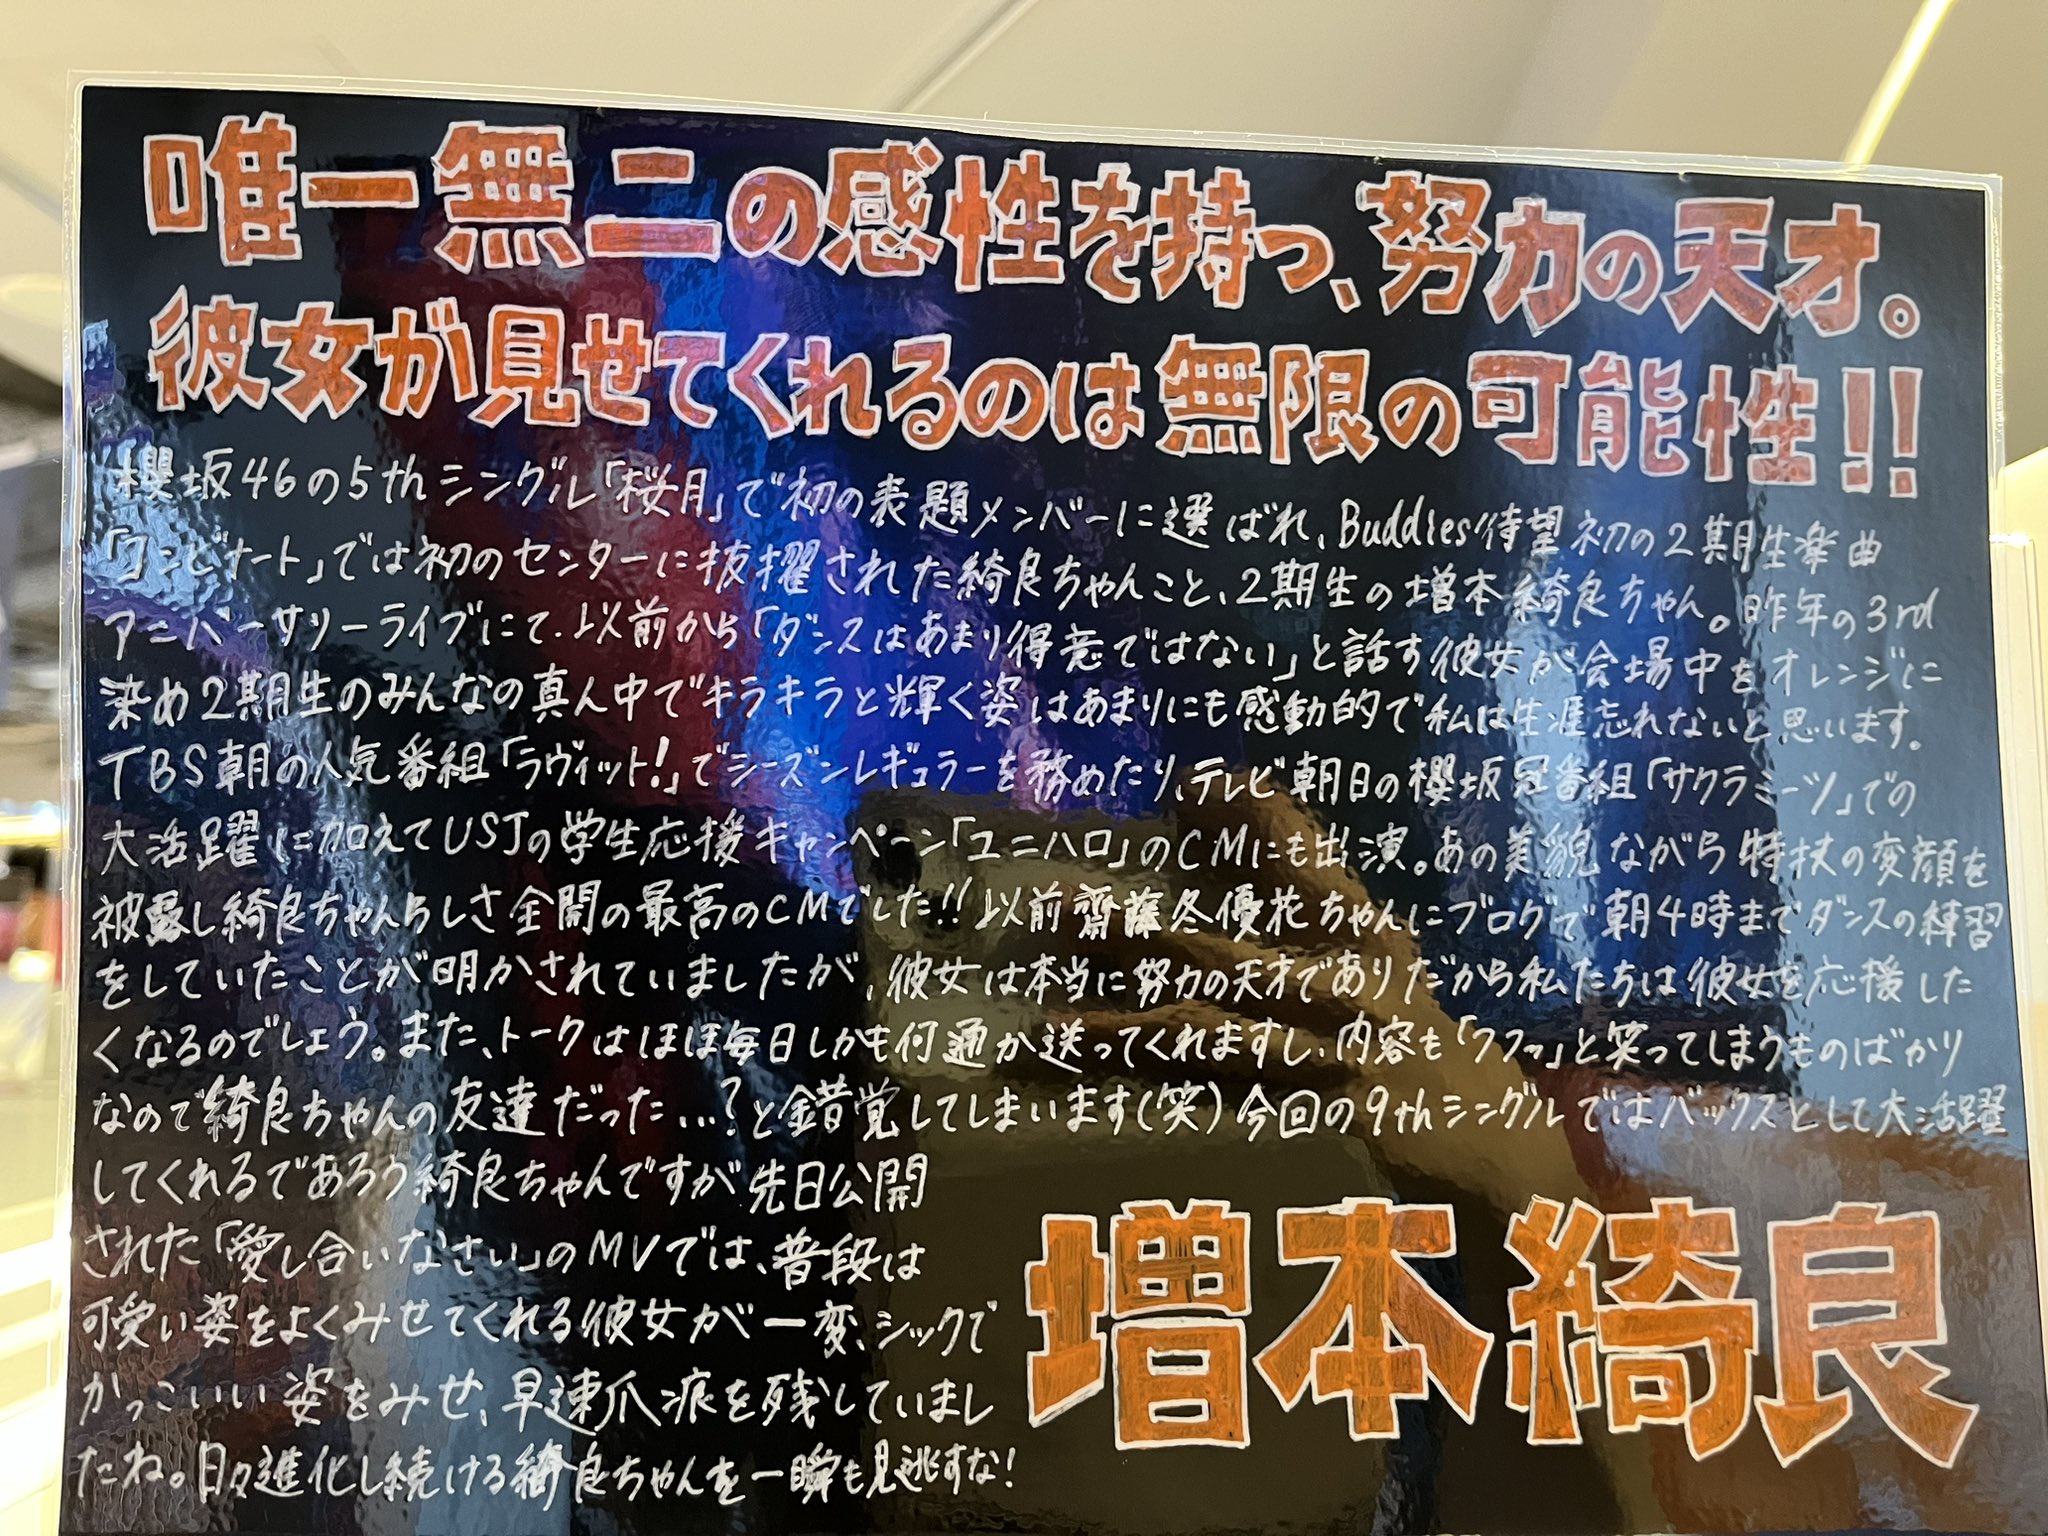 唯一無二の感性を持つ、努力の天才。
彼女が見せてくれるのは無限の可能性!!
櫻坂46の5thシングル「桜月」で初の表題メンバーに選ばれ、Buddies待望初の2期生楽曲
「コンビナート」では初のセンターに抜擢された綺良ちゃんこと、2期生の増本綺良ちゃん。昨年の3rd
アニバーサリーライブにて、以前から「ダンスはあまり得意ではない」と話す彼女が会場中をオレンジに
染め2期生のみんなの真ん中でキラキラと輝く姿はあまりにも感動的で私は生涯忘れないと思います。
TBS朝の人気番組「ラヴィット!」でシーズンレギュラーを務めたり、テレビ朝日の櫻坂冠番組「サクラミーツ」での
大活躍に加えてUSJの学生応援キャンペーン「ユニハロ」のCMにも出演。あの美貌ながら特技の変顔を
被露し綺良ちゃんらしさ全開の最高のCMでした!!以前齋藤冬優花ちゃんにブログで朝4時までダンスの練習
をしていたことが明かされていましたが、彼女は本当に努力の天才でありだから私たちは彼女を応援した
くなるのでしょう。また、トークはほぼ毎日しかも何通か送ってくれますし、内容も「クフッ」と笑ってしまうものばかり
なので綺良ちゃんの友達だった...?と錯覚してしまいます(笑)今回の9thシングルではバックスとして大活躍
してくれるであろう綺良ちゃんですが先日公開
された「愛し合いなさい」のMVでは、普段は
可愛い姿をよくみせてくれる彼女が一変、シックで
かっこいい姿をみせ、早速爪痕を残していまし
たね。日々進化し続ける綺良ちゃんを一瞬も見逃すな!
増本綺良